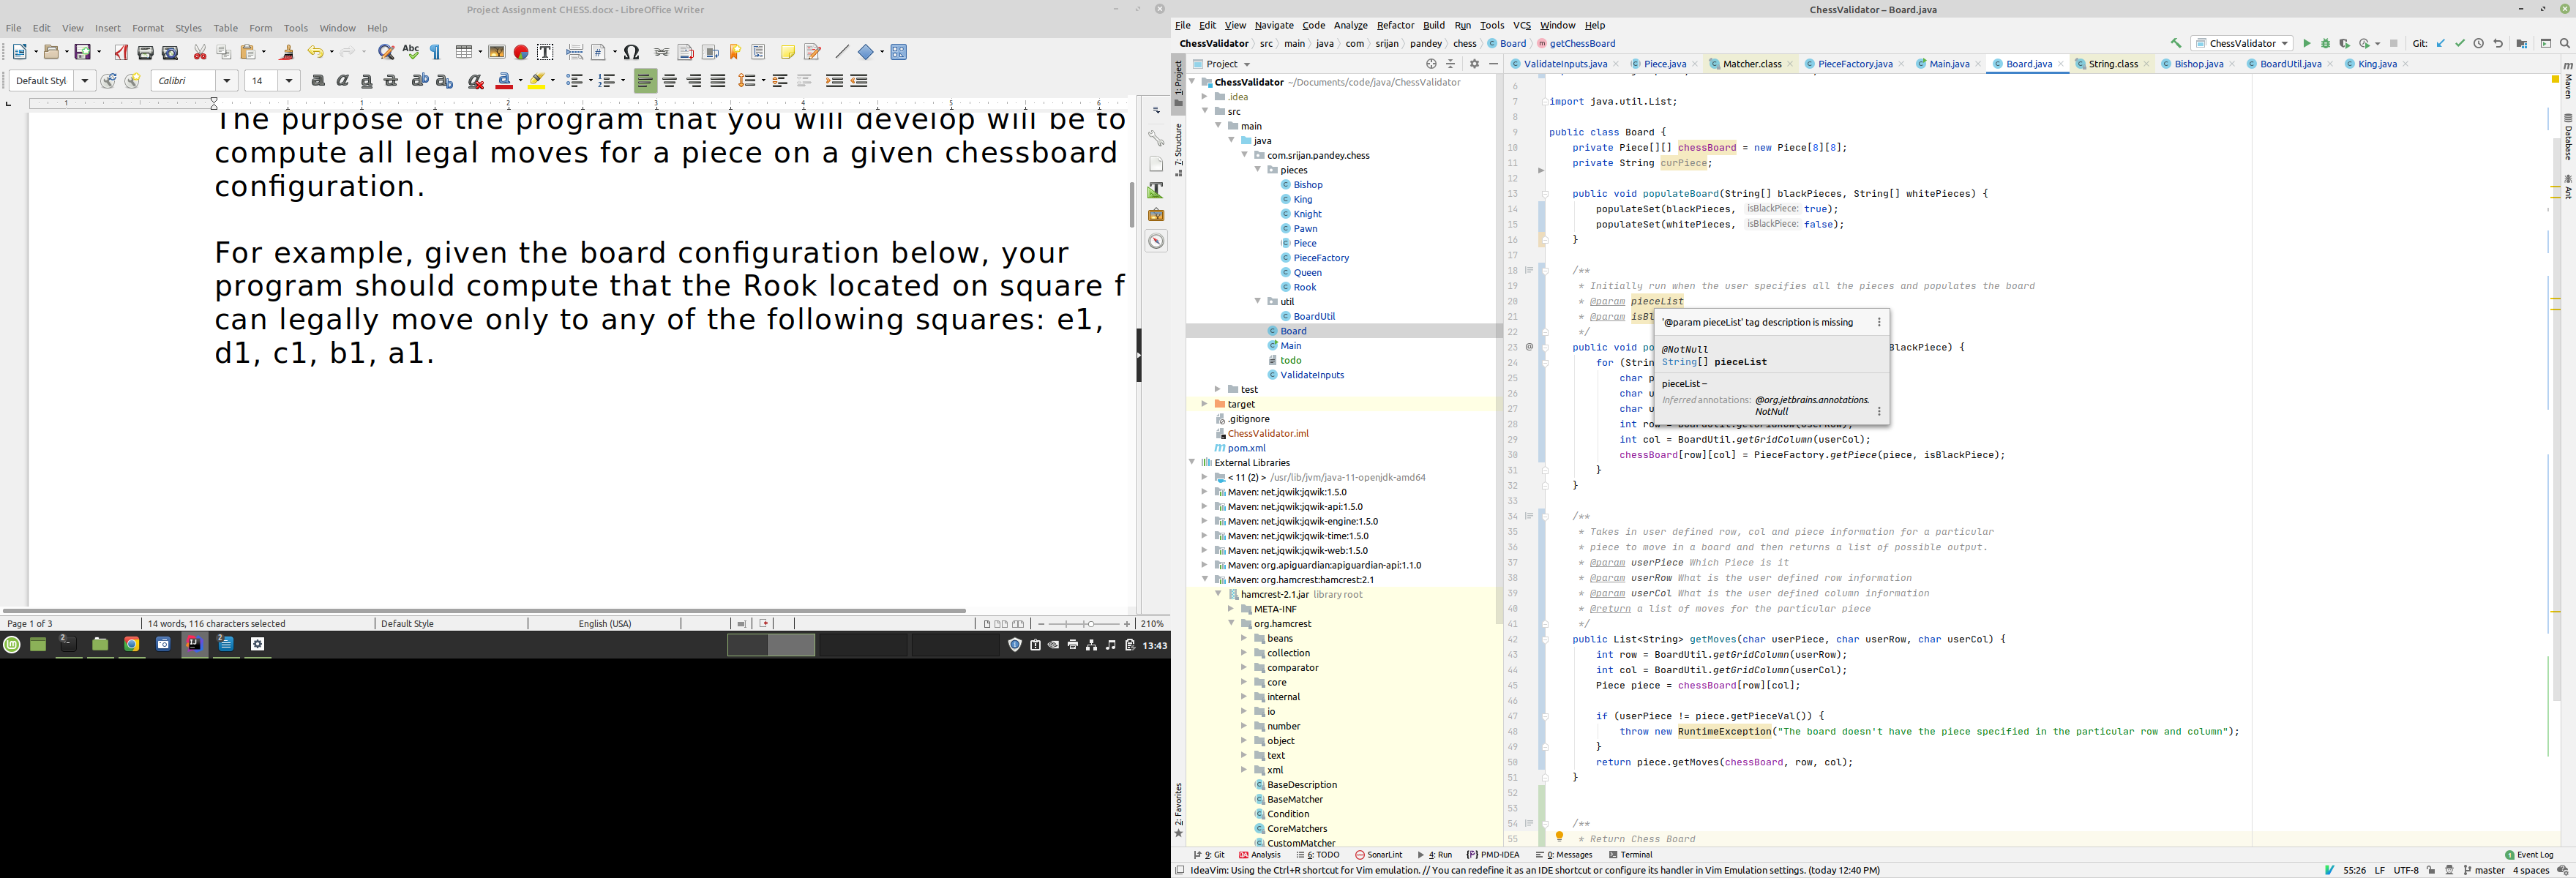 Project Assignment CHESS.docx - LibreOffice Writer
File Edit View Insert Format Styles Table Form Tools Window Help
Default Styl Calibri 14
1 1 2 3 4 5 6
The purpose of the program that you will develop will be to
compute all legal moves for a piece on a given chessboard
configuration.
For example, given the board configuration below, your
program should compute that the Rook located on square f
can legally move only to any of the following squares: e1,
d1, c1, b1, a1.
Page 1 of 3 14 words, 116 characters selected Default Style English (USA) 210%
13:43
ChessValidator – Board.java
File Edit View Navigate Code Analyze Refactor Build Run Tools VCS Window Help
ChessValidator src main java com srijan pandey chess Board getChessBoard
ChessValidator Git:
Project
ValidateInputs.java Piece.java Matcher.class PieceFactory.java Main.java Board.java String.class Bishop.java BoardUtil.java King.java
1: Project
7: Structure
2: Favorites
ChessValidator ~/Documents/code/java/ChessValidator
.idea
src
main
java
com.srijan.pandey.chess
pieces
Bishop
King
Knight
Pawn
Piece
PieceFactory
Queen
Rook
util
BoardUtil
Board
Main
todo
ValidateInputs
test
target
.gitignore
ChessValidator.iml
pom.xml
External Libraries
< 11 (2) > /usr/lib/jvm/java-11-openjdk-amd64
Maven: net.jqwik:jqwik:1.5.0
Maven: net.jqwik:jqwik-api:1.5.0
Maven: net.jqwik:jqwik-engine:1.5.0
Maven: net.jqwik:jqwik-time:1.5.0
Maven: net.jqwik:jqwik-web:1.5.0
Maven: org.apiguardian:apiguardian-api:1.1.0
Maven: org.hamcrest:hamcrest:2.1
hamcrest-2.1.jar library root
META-INF
org.hamcrest
beans
collection
comparator
core
internal
io
number
object
text
xml
BaseDescription
BaseMatcher
Condition
CoreMatchers
CustomMatcher
6
7 import java.util.List;
8
9 public class Board {
10 private Piece[][] chessBoard = new Piece[8][8];
11 private String curPiece;
12
13 public void populateBoard(String[] blackPieces, String[] whitePieces) {
14 populateSet(blackPieces, isBlackPiece: true);
15 populateSet(whitePieces, isBlackPiece: false);
16 }
17
18 /**
19 * Initially run when the user specifies all the pieces and populates the board
20 * @param pieceList
21 * @param isBl
22 */
23 @ public void po BlackPiece) {
24 for (Strin
25 char p
26 char u
27 char u
28 int row = BoardUtil.getGridRow(userRow);
29 int col = BoardUtil.getGridColumn(userCol);
30 chessBoard[row][col] = PieceFactory.getPiece(piece, isBlackPiece);
31 }
32 }
33
34 /**
35 * Takes in user defined row, col and piece information for a particular
36 * piece to move in a board and then returns a list of possible output.
37 * @param userPiece Which Piece is it
38 * @param userRow What is the user defined row information
39 * @param userCol What is the user defined column information
40 * @return a list of moves for the particular piece
41 */
42 public List<String> getMoves(char userPiece, char userRow, char userCol) {
43 int row = BoardUtil.getGridColumn(userRow);
44 int col = BoardUtil.getGridColumn(userCol);
45 Piece piece = chessBoard[row][col];
46
47 if (userPiece != piece.getPieceVal()) {
48 throw new RuntimeException("The board doesn't have the piece specified in the particular row and column");
49 }
50 return piece.getMoves(chessBoard, row, col);
51 }
52
53
54 /**
55 * Return Chess Board
'@param pieceList' tag description is missing
@NotNull
String[] pieceList
pieceList –
Inferred annotations: @org.jetbrains.annotations.
NotNull
Maven
Database
Ant
9: Git Analysis 6: TODO SonarLint 4: Run PMD-IDEA 0: Messages Terminal 1 Event Log
IdeaVim: Using the Ctrl+R shortcut for Vim emulation. // You can redefine it as an IDE shortcut or configure its handler in Vim Emulation settings. (today 12:40 PM) 55:26 LF UTF-8 master 4 spaces